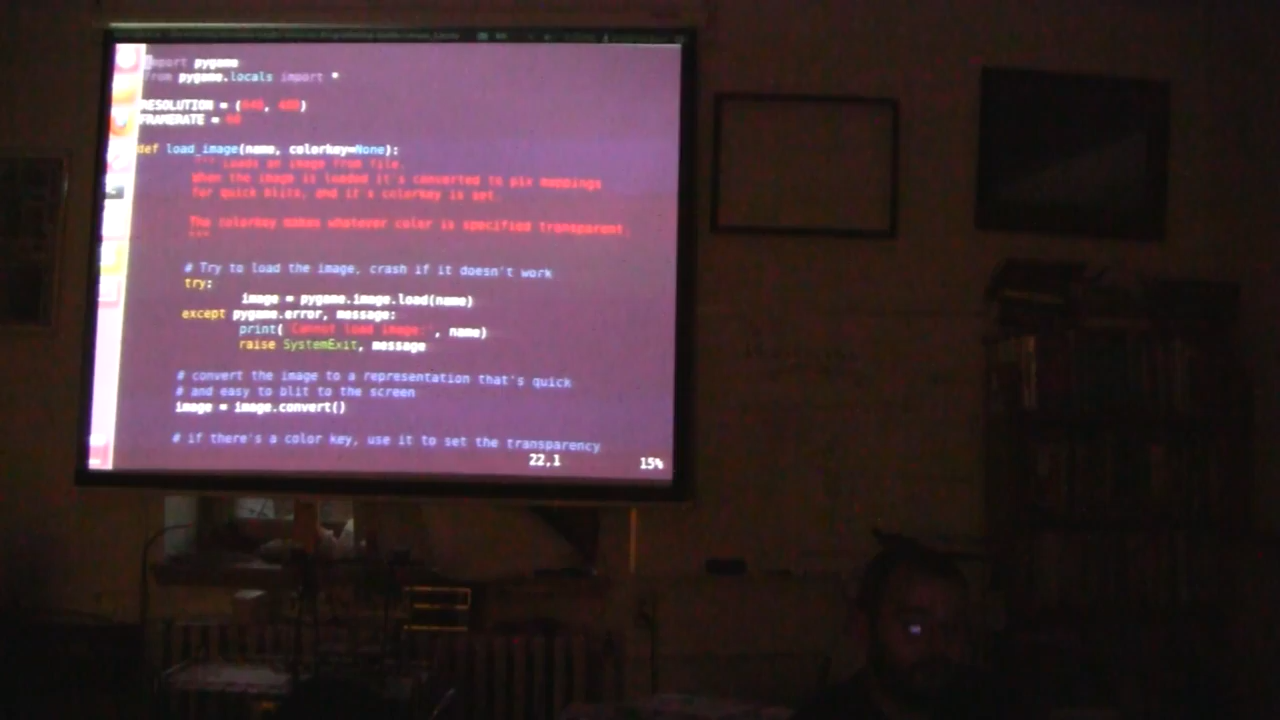 import pygame
from pygame.locals import *
RESOLUTION = (640, 480)
FRAMERATE = 60
def load_image(name, colorkey=None):
""" Loads an image from file.
When the image is loaded it's converted to pix mappings
for quick blits, and it's colorkey is set.
The colorkey makes whatever color is specified transparent.
"""
# Try to load the image, crash if it doesn't work
try:
image = pygame.image.load(name)
except pygame.error, message:
print( 'Cannot load image:', name)
raise SystemExit, message
# convert the image to a representation that's quick
# and easy to blit to the screen
image = image.convert()
# if there's a color key, use it to set the transparency
22,1 15%